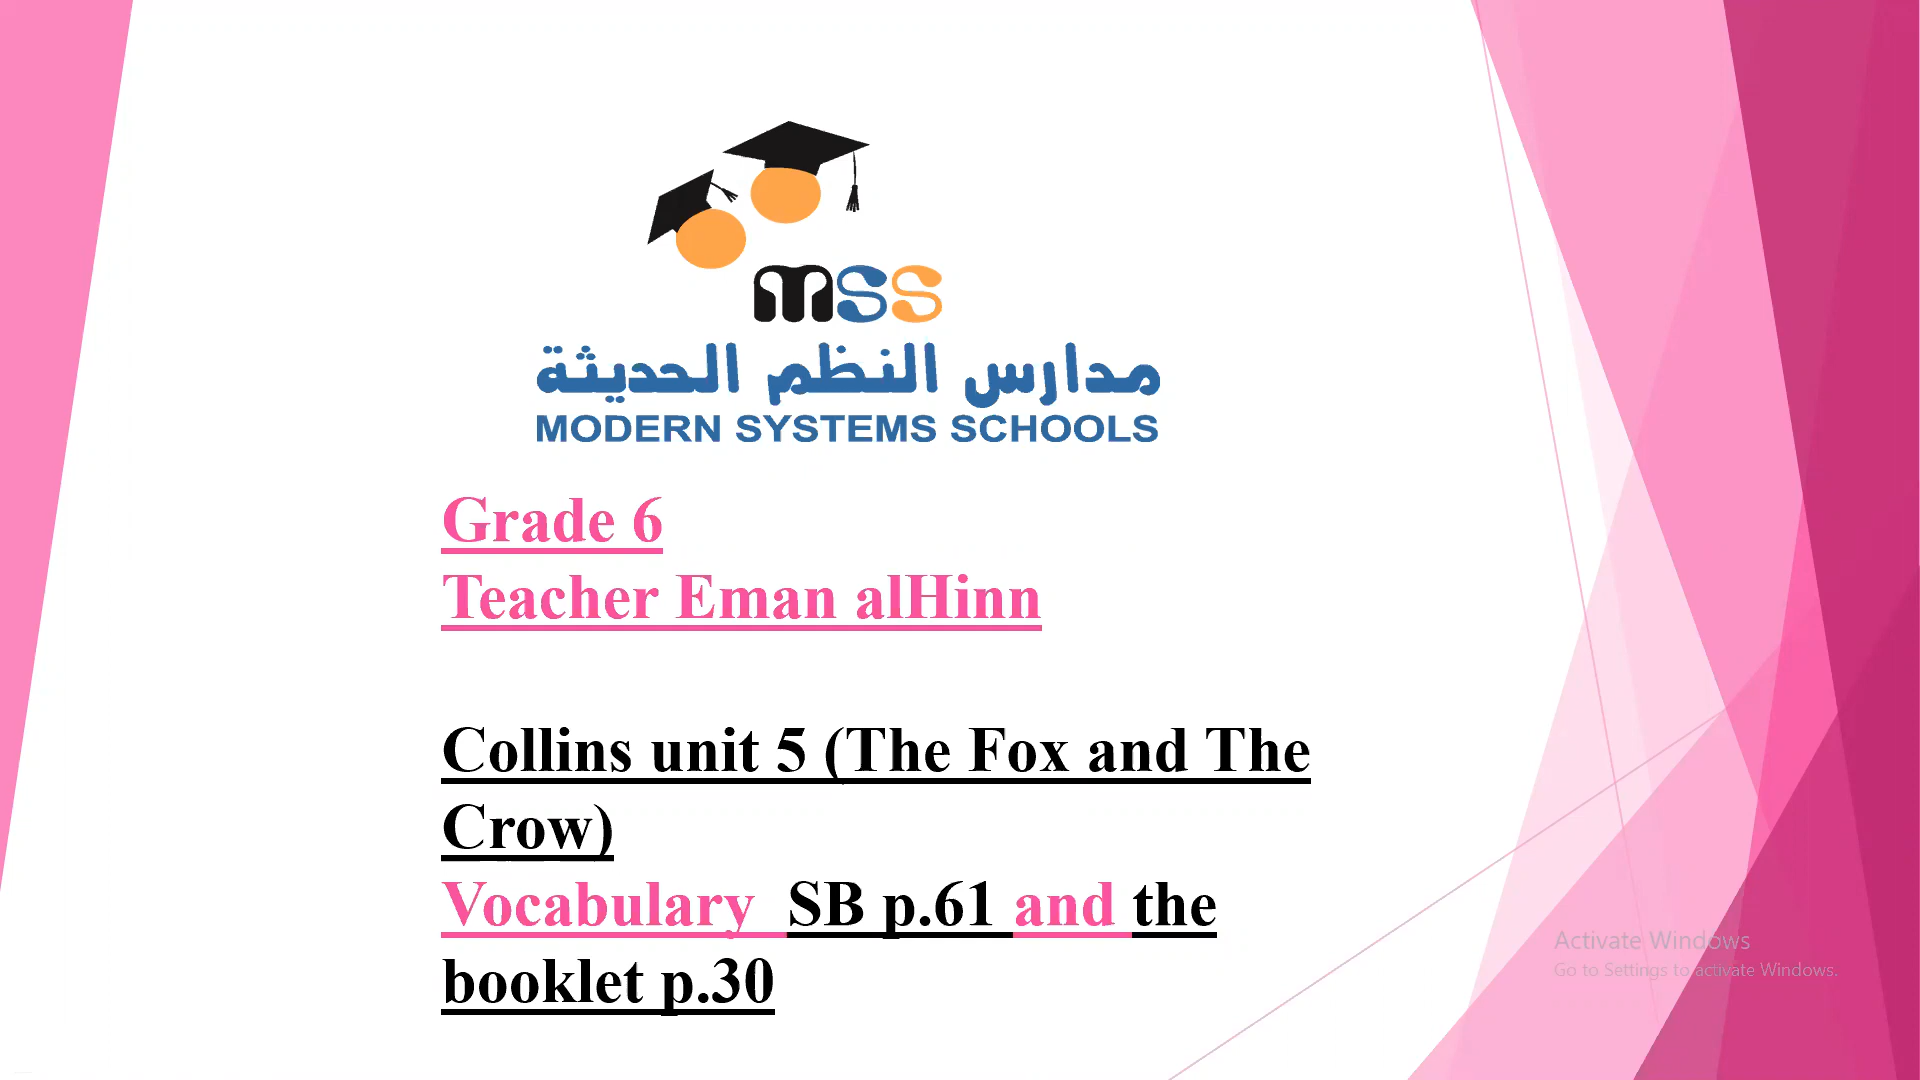 mss
مدارس النظم الحديثة
MODERN SYSTEMS SCHOOLS
Grade 6
Teacher Eman alHinn
Collins unit 5 (The Fox and The
Crow)
Vocabulary SB p.61 and the
booklet p.30
Activate Windows
Go to Settings to activate Windows.